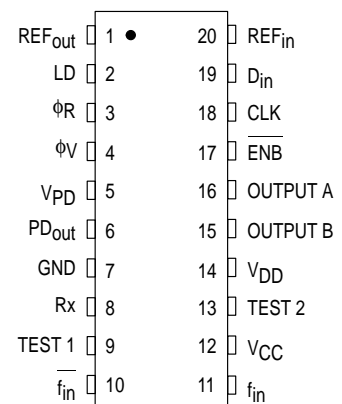 REFout 1 20 REFin
LD 2 19 Din
ϕR 3 18 CLK
ϕV 4 17 E̅N̅B̅
VPD 5 16 OUTPUT A
PDout 6 15 OUTPUT B
GND 7 14 VDD
Rx 8 13 TEST 2
TEST 1 9 12 VCC
f̅i̅n̅ 10 11 fin